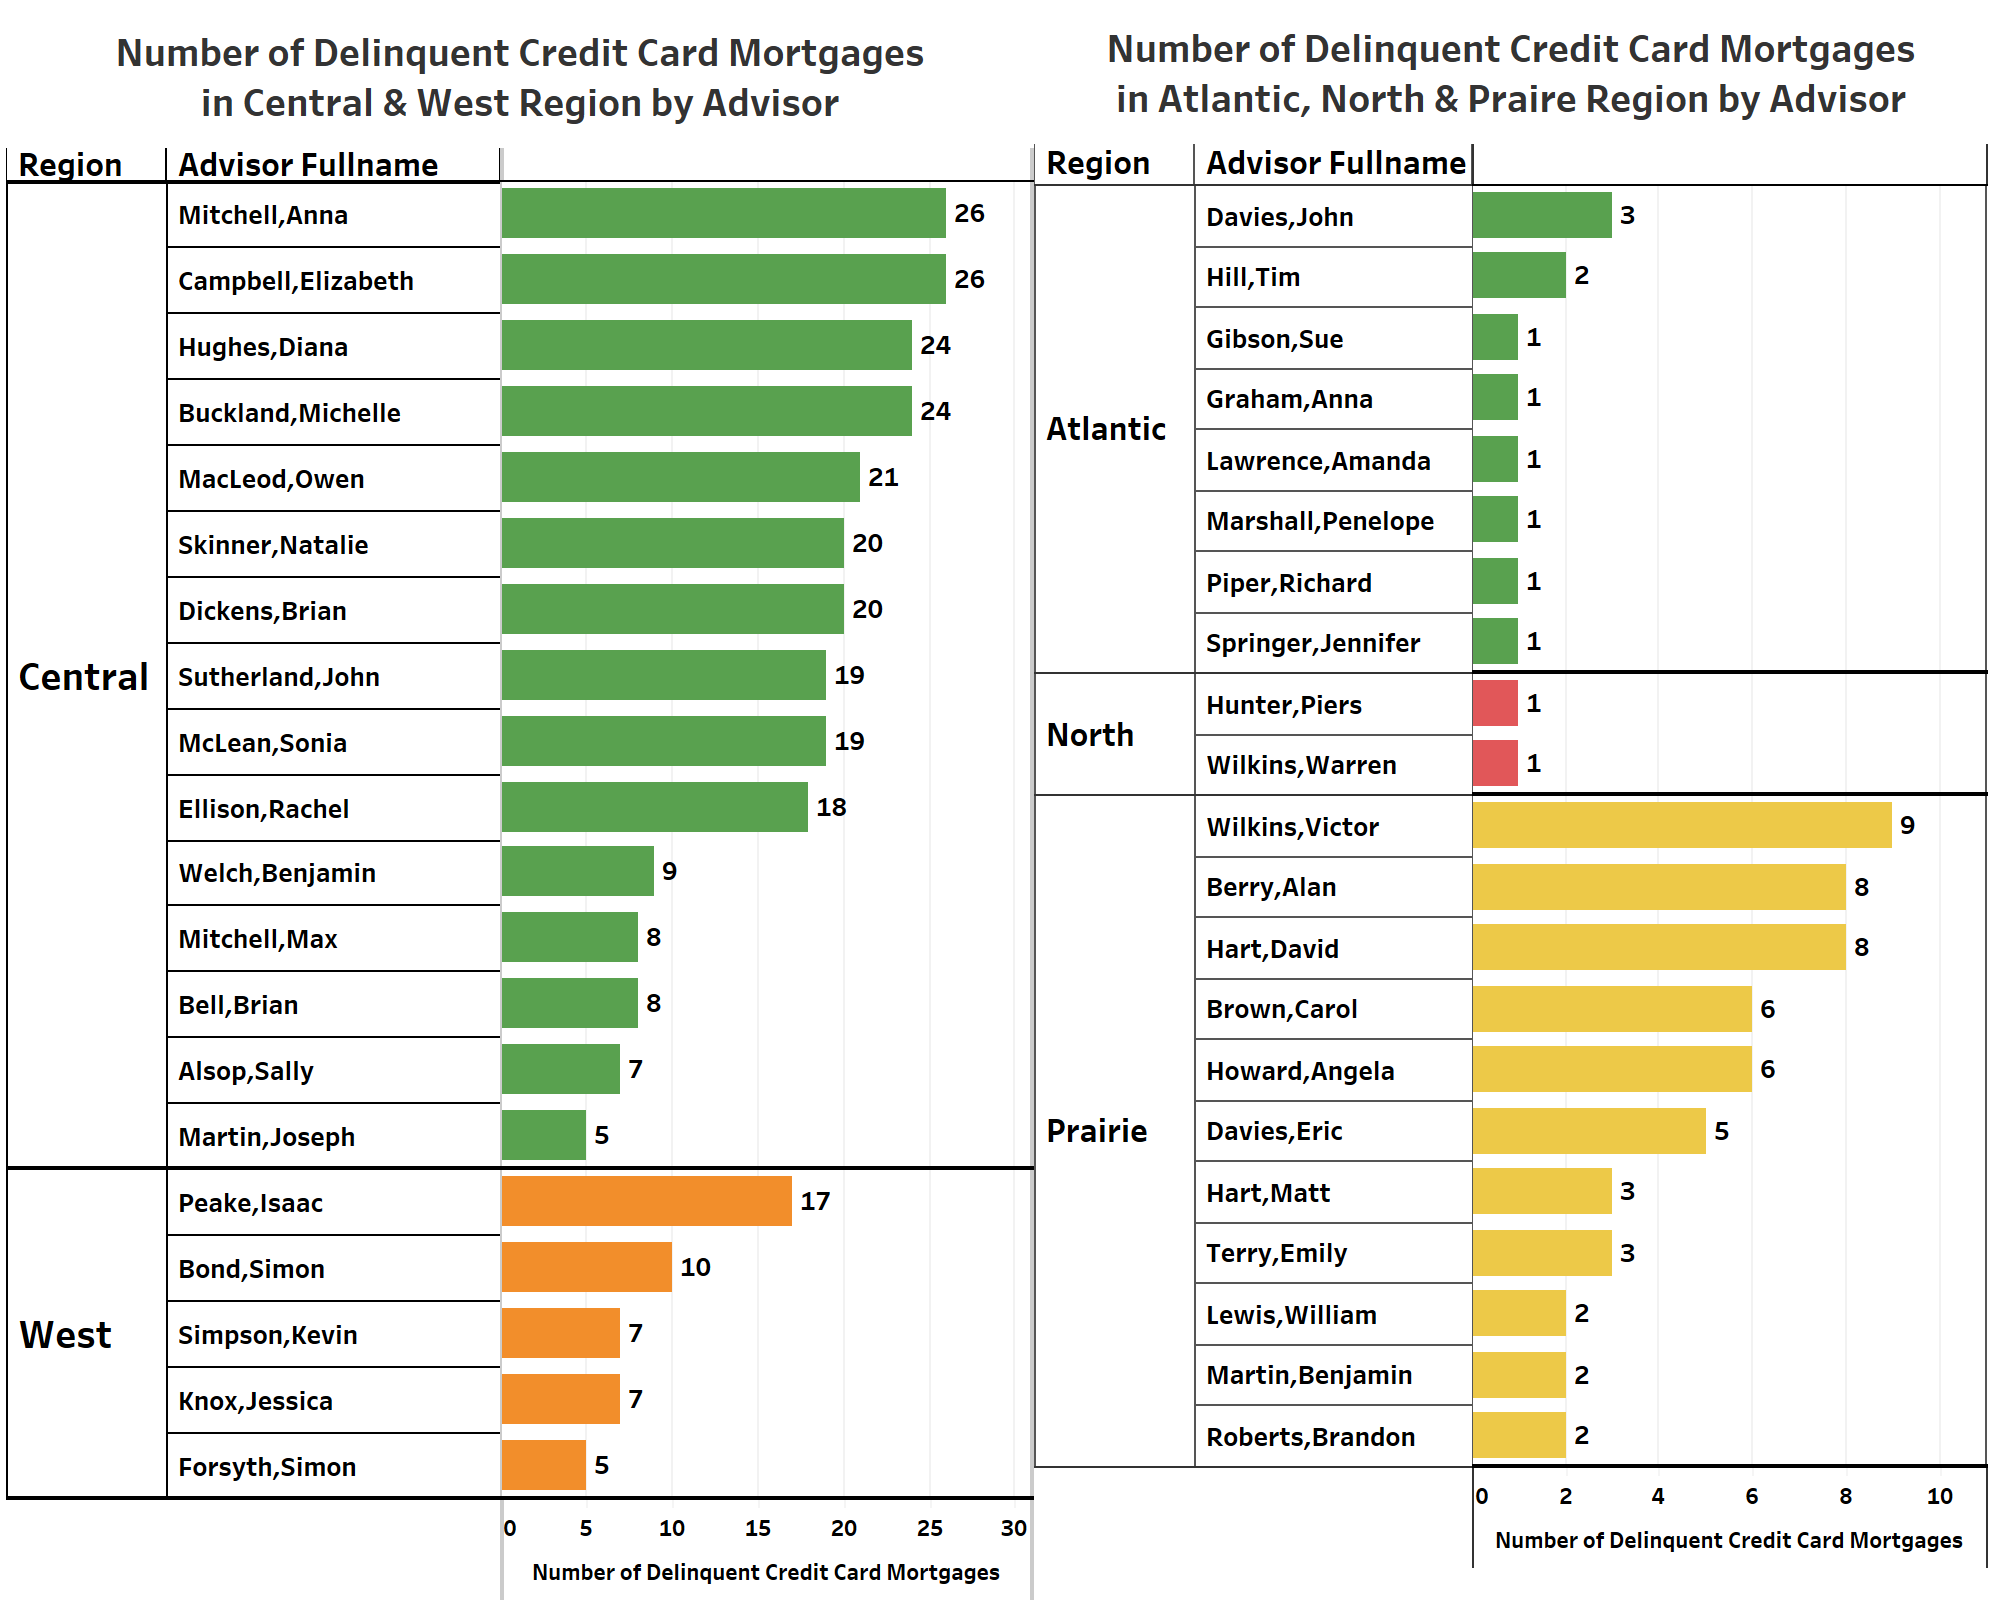 Number of Delinquent Credit Card Mortgages
in Central & West Region by Advisor
Region Advisor Fullname
Central
Mitchell,Anna 26
Campbell,Elizabeth 26
Hughes,Diana 24
Buckland,Michelle 24
MacLeod,Owen 21
Skinner,Natalie 20
Dickens,Brian 20
Sutherland,John 19
McLean,Sonia 19
Ellison,Rachel 18
Welch,Benjamin 9
Mitchell,Max 8
Bell,Brian 8
Alsop,Sally 7
Martin,Joseph 5
West
Peake,Isaac 17
Bond,Simon 10
Simpson,Kevin 7
Knox,Jessica 7
Forsyth,Simon 5
0 5 10 15 20 25 30
Number of Delinquent Credit Card Mortgages
Number of Delinquent Credit Card Mortgages
in Atlantic, North & Praire Region by Advisor
Region Advisor Fullname
Atlantic
Davies,John 3
Hill,Tim 2
Gibson,Sue 1
Graham,Anna 1
Lawrence,Amanda 1
Marshall,Penelope 1
Piper,Richard 1
Springer,Jennifer 1
North
Hunter,Piers 1
Wilkins,Warren 1
Prairie
Wilkins,Victor 9
Berry,Alan 8
Hart,David 8
Brown,Carol 6
Howard,Angela 6
Davies,Eric 5
Hart,Matt 3
Terry,Emily 3
Lewis,William 2
Martin,Benjamin 2
Roberts,Brandon 2
0 2 4 6 8 10
Number of Delinquent Credit Card Mortgages